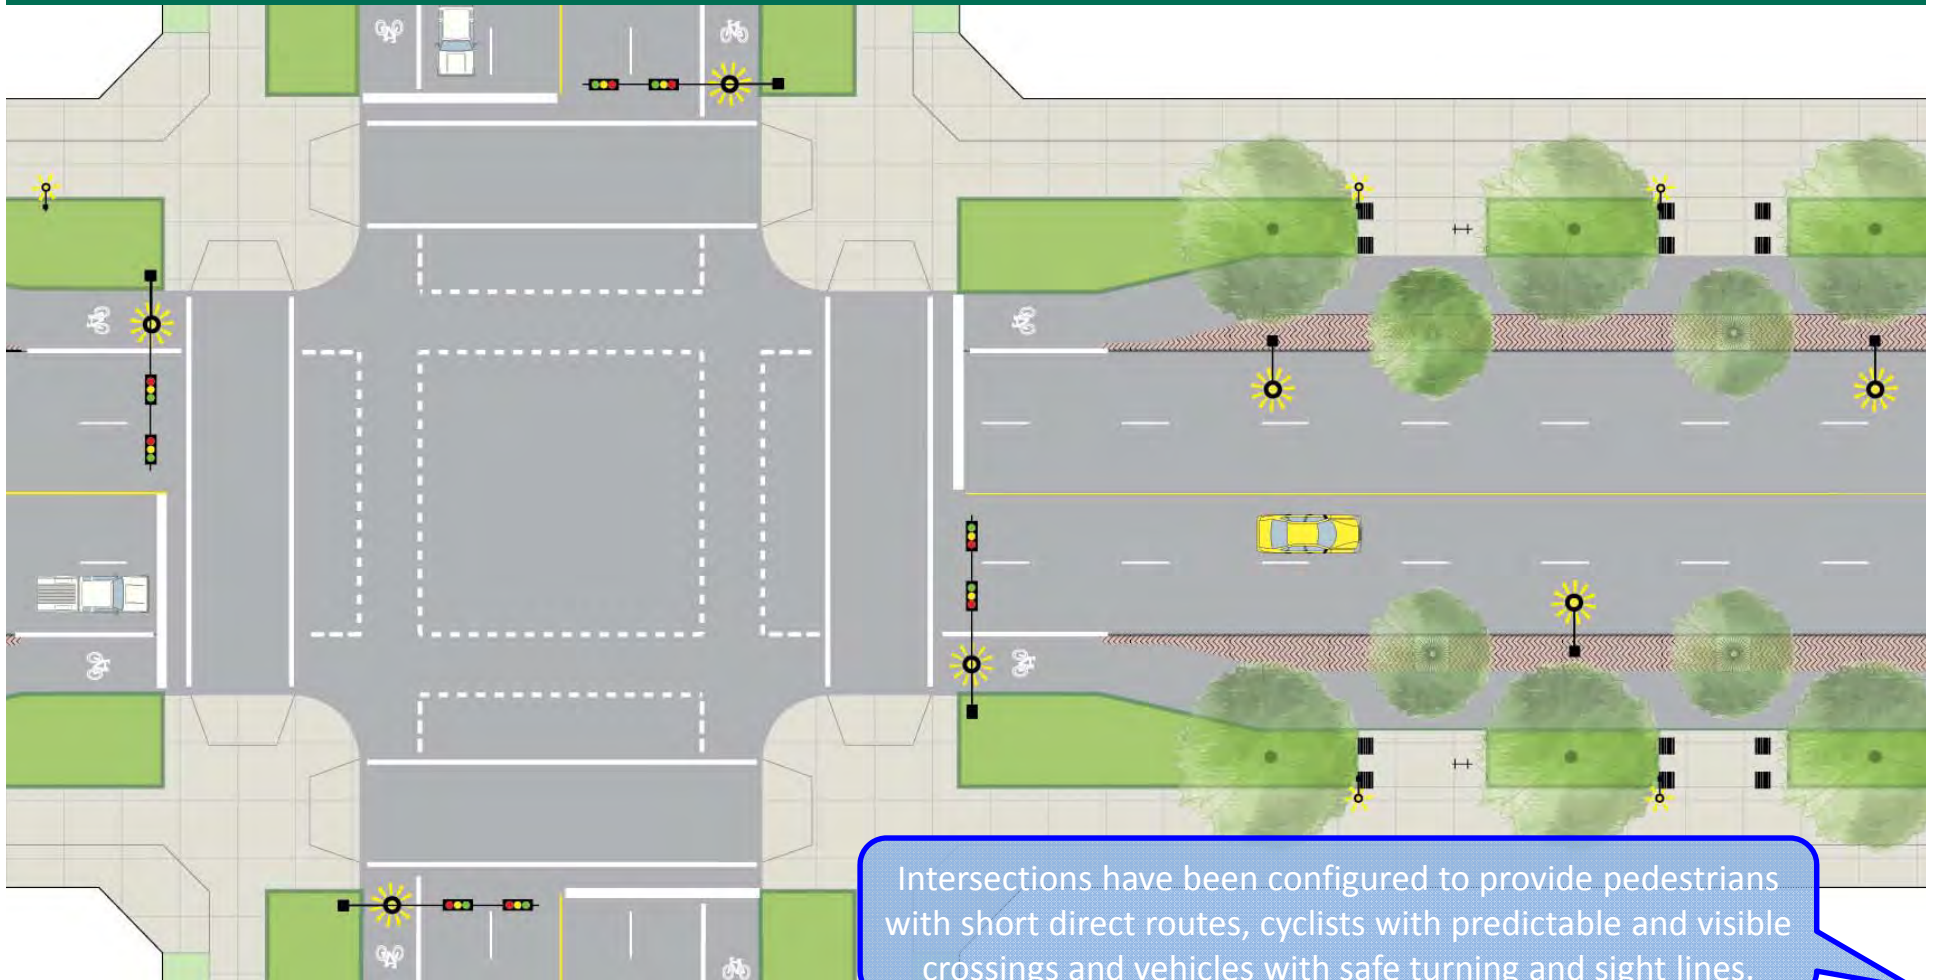 Intersections have been configured to provide pedestrians
with short direct routes, cyclists with predictable and visible
crossings and vehicles with safe turning and sight lines.